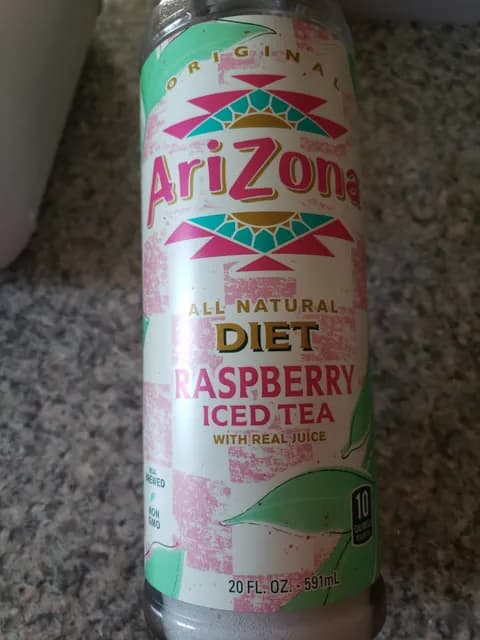 ORIGINAL
AriZona
ALL NATURAL
DIET
RASPBERRY
ICED TEA
WITH REAL JUICE
BREWED
NON
GMO
10
20 FL. OZ. - 591mL